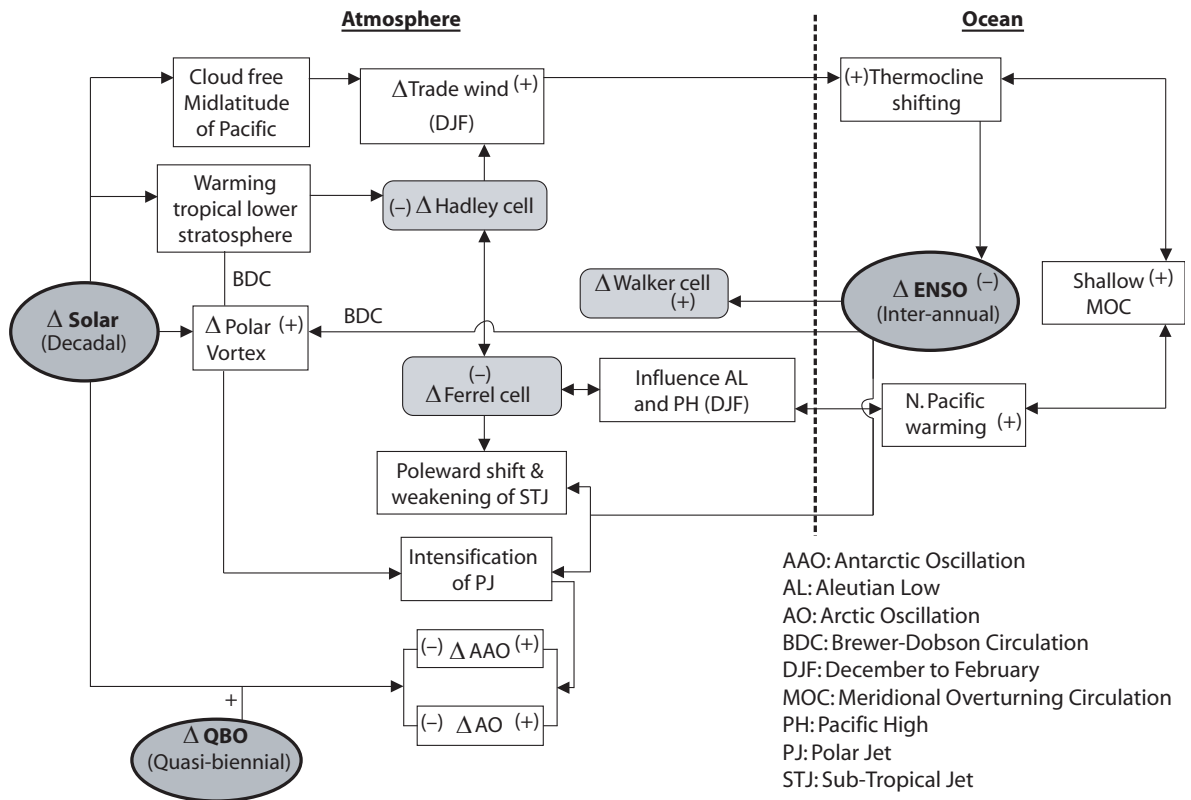 Atmosphere
Ocean
Cloud free
Midlatitude
of Pacific
Δ Trade wind (+)
(DJF)
(+) Thermocline
shifting
Warming
tropical lower
stratosphere
(–) Δ Hadley cell
BDC
Δ Walker cell
(+)
Δ ENSO (–)
(Inter-annual)
Shallow (+)
MOC
Δ Solar
(Decadal)
Δ Polar (+)
Vortex
BDC
(–)
Δ Ferrel cell
Influence AL
and PH (DJF)
N. Pacific
warming (+)
Poleward shift &
weakening of STJ
Intensification
of PJ
(–) Δ AAO (+)
(–) Δ AO (+)
+
Δ QBO
(Quasi-biennial)
AAO: Antarctic Oscillation
AL: Aleutian Low
AO: Arctic Oscillation
BDC: Brewer-Dobson Circulation
DJF: December to February
MOC: Meridional Overturning Circulation
PH: Pacific High
PJ: Polar Jet
STJ: Sub-Tropical Jet